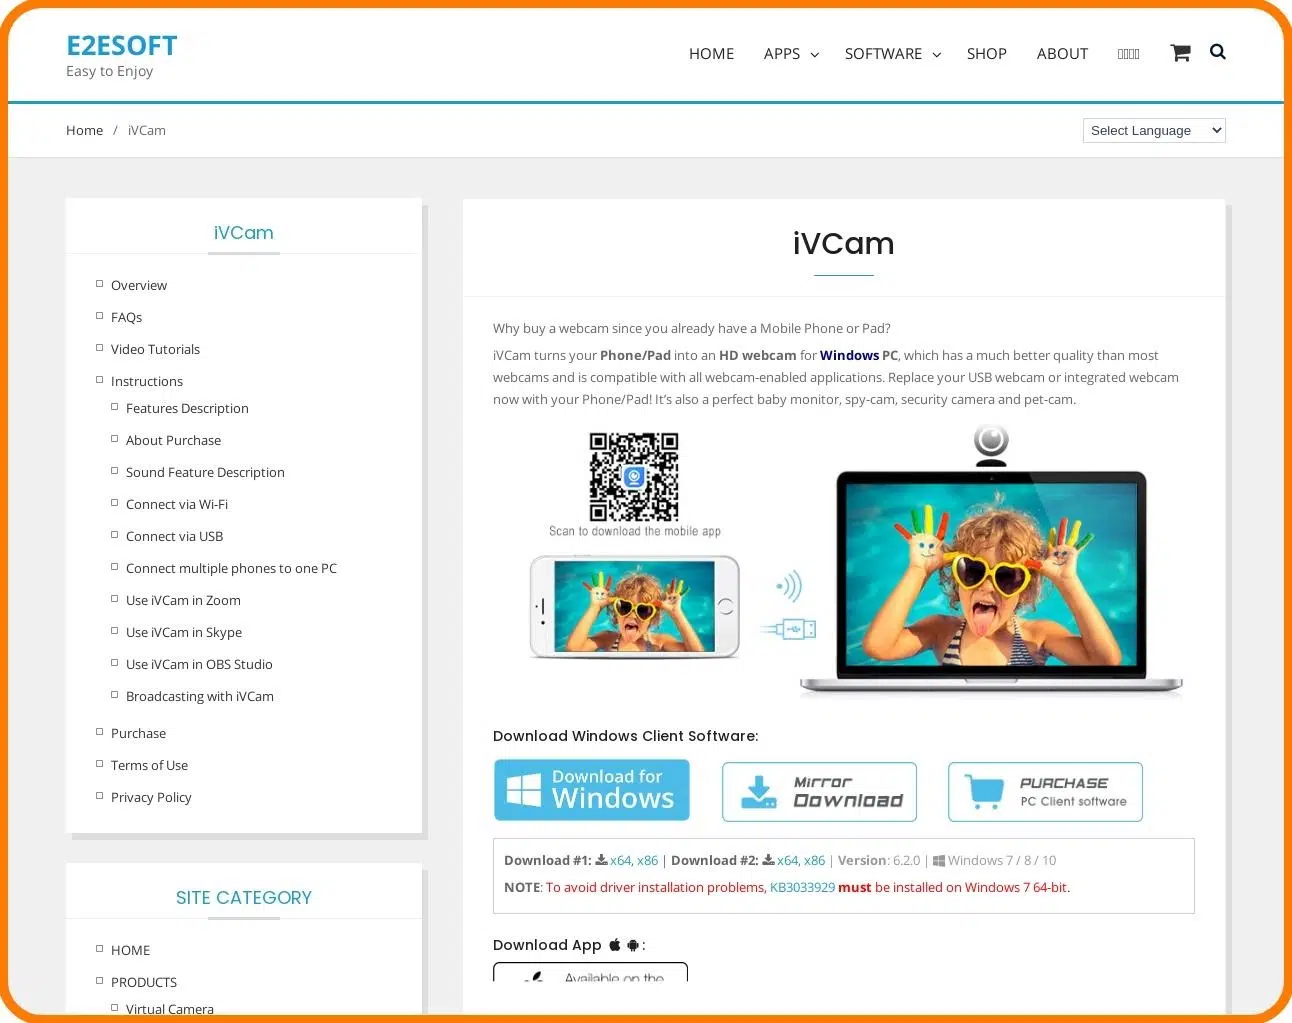 E2ESOFT
Easy to Enjoy
HOME APPS SOFTWARE SHOP ABOUT
Home / iVCam
Select Language
iVCam
Overview
FAQs
Video Tutorials
Instructions
Features Description
About Purchase
Sound Feature Description
Connect via Wi-Fi
Connect via USB
Connect multiple phones to one PC
Use iVCam in Zoom
Use iVCam in Skype
Use iVCam in OBS Studio
Broadcasting with iVCam
Purchase
Terms of Use
Privacy Policy
SITE CATEGORY
HOME
PRODUCTS
Virtual Camera
iVCam
Why buy a webcam since you already have a Mobile Phone or Pad?
iVCam turns your Phone/Pad into an HD webcam for Windows PC, which has a much better quality than most
webcams and is compatible with all webcam-enabled applications. Replace your USB webcam or integrated webcam
now with your Phone/Pad! It’s also a perfect baby monitor, spy-cam, security camera and pet-cam.
Scan to download the mobile app
Download Windows Client Software:
Download for
Windows
Mirror
Download
PURCHASE
PC Client software
Download #1: x64, x86 | Download #2: x64, x86 | Version: 6.2.0 | Windows 7 / 8 / 10
NOTE: To avoid driver installation problems, KB3033929 must be installed on Windows 7 64-bit.
Download App :
Available on the